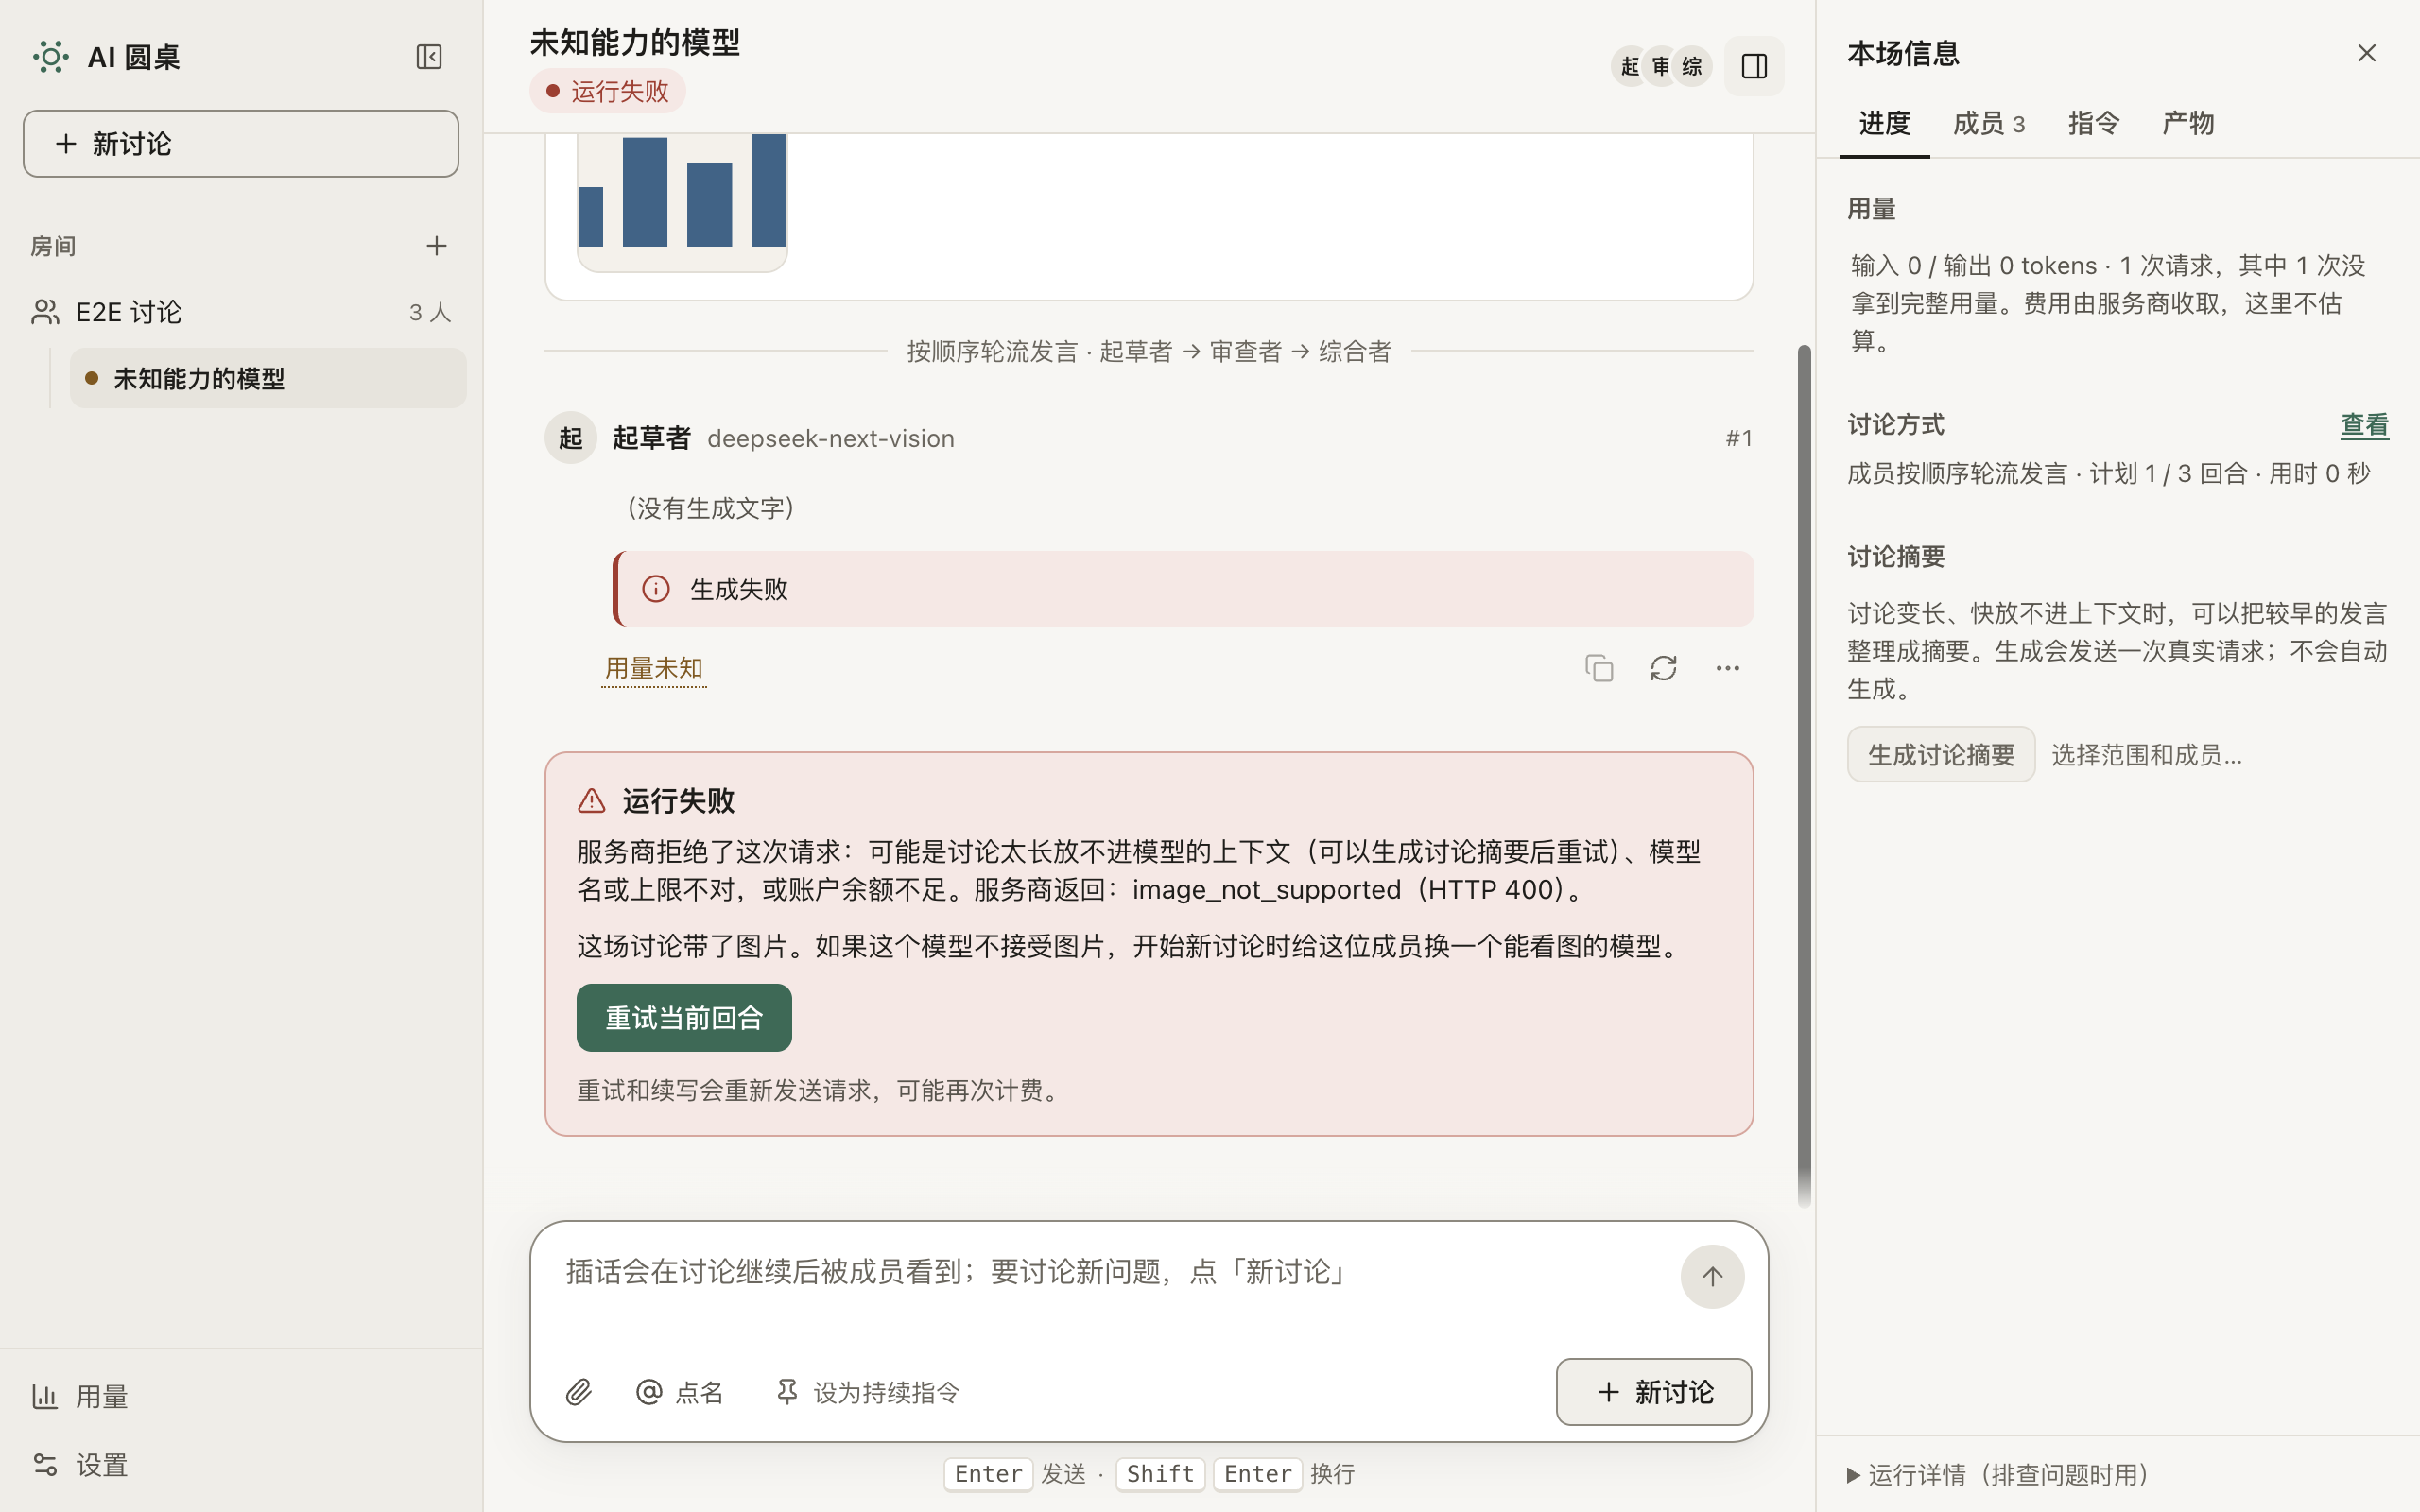 AI 圆桌
新讨论
房间
E2E 讨论
3 人
未知能力的模型
用量
设置
未知能力的模型
运行失败
起
审
综
按顺序轮流发言 · 起草者 → 审查者 → 综合者
起
起草者 deepseek-next-vision
#1
（没有生成文字）
生成失败
用量未知
运行失败
服务商拒绝了这次请求：可能是讨论太长放不进模型的上下文（可以生成讨论摘要后重试）、模型
名或上限不对，或账户余额不足。服务商返回：image_not_supported（HTTP 400）。
这场讨论带了图片。如果这个模型不接受图片，开始新讨论时给这位成员换一个能看图的模型。
重试当前回合
重试和续写会重新发送请求，可能再次计费。
插话会在讨论继续后被成员看到；要讨论新问题，点「新讨论」
点名
设为持续指令
新讨论
Enter 发送 · Shift Enter 换行
本场信息
进度
成员 3
指令
产物
用量
输入 0 / 输出 0 tokens · 1 次请求，其中 1 次没
拿到完整用量。费用由服务商收取，这里不估
算。
讨论方式
查看
成员按顺序轮流发言 · 计划 1 / 3 回合 · 用时 0 秒
讨论摘要
讨论变长、快放不进上下文时，可以把较早的发言
整理成摘要。生成会发送一次真实请求；不会自动
生成。
生成讨论摘要
选择范围和成员...
运行详情（排查问题时用）